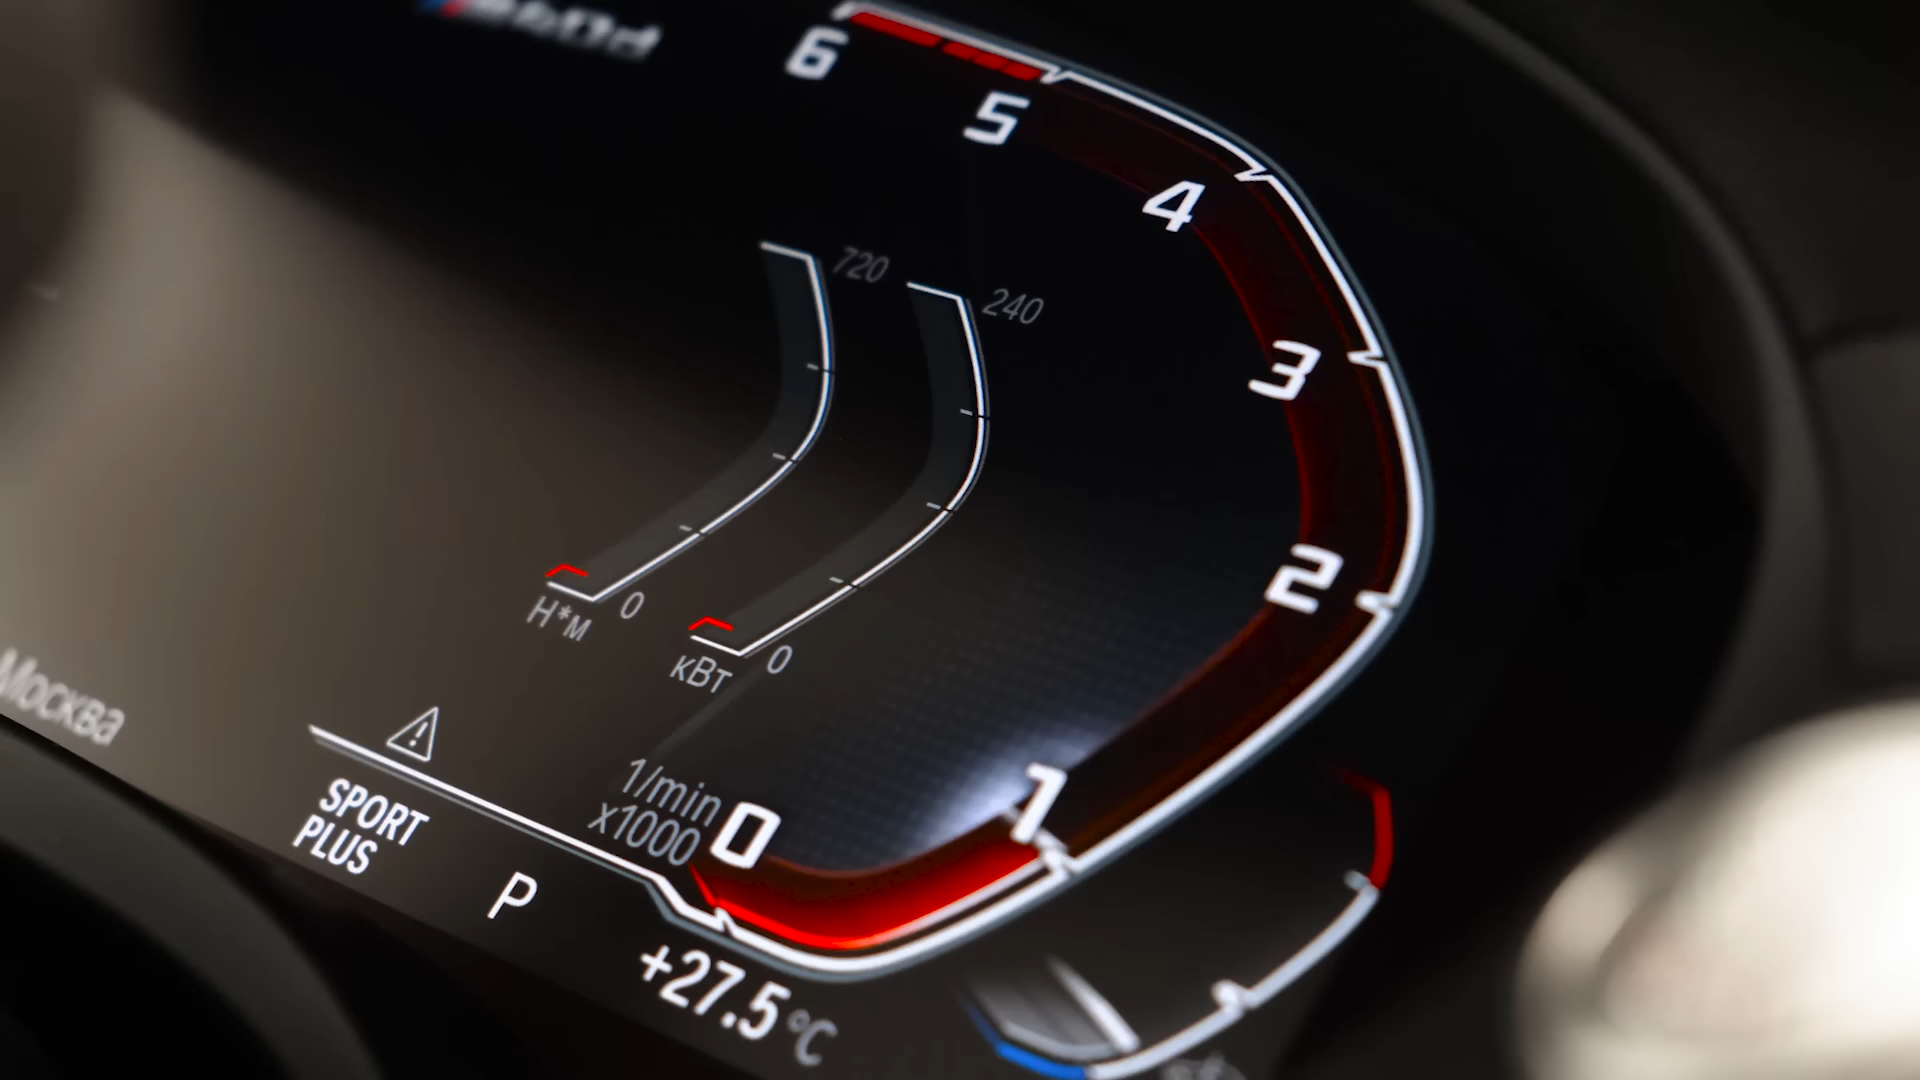 M40d
6
5
4
3
2
1
0
720
240
Н*м
0
кВт
0
Москва
1/min
x1000
SPORT
PLUS
P
+27.5 °C